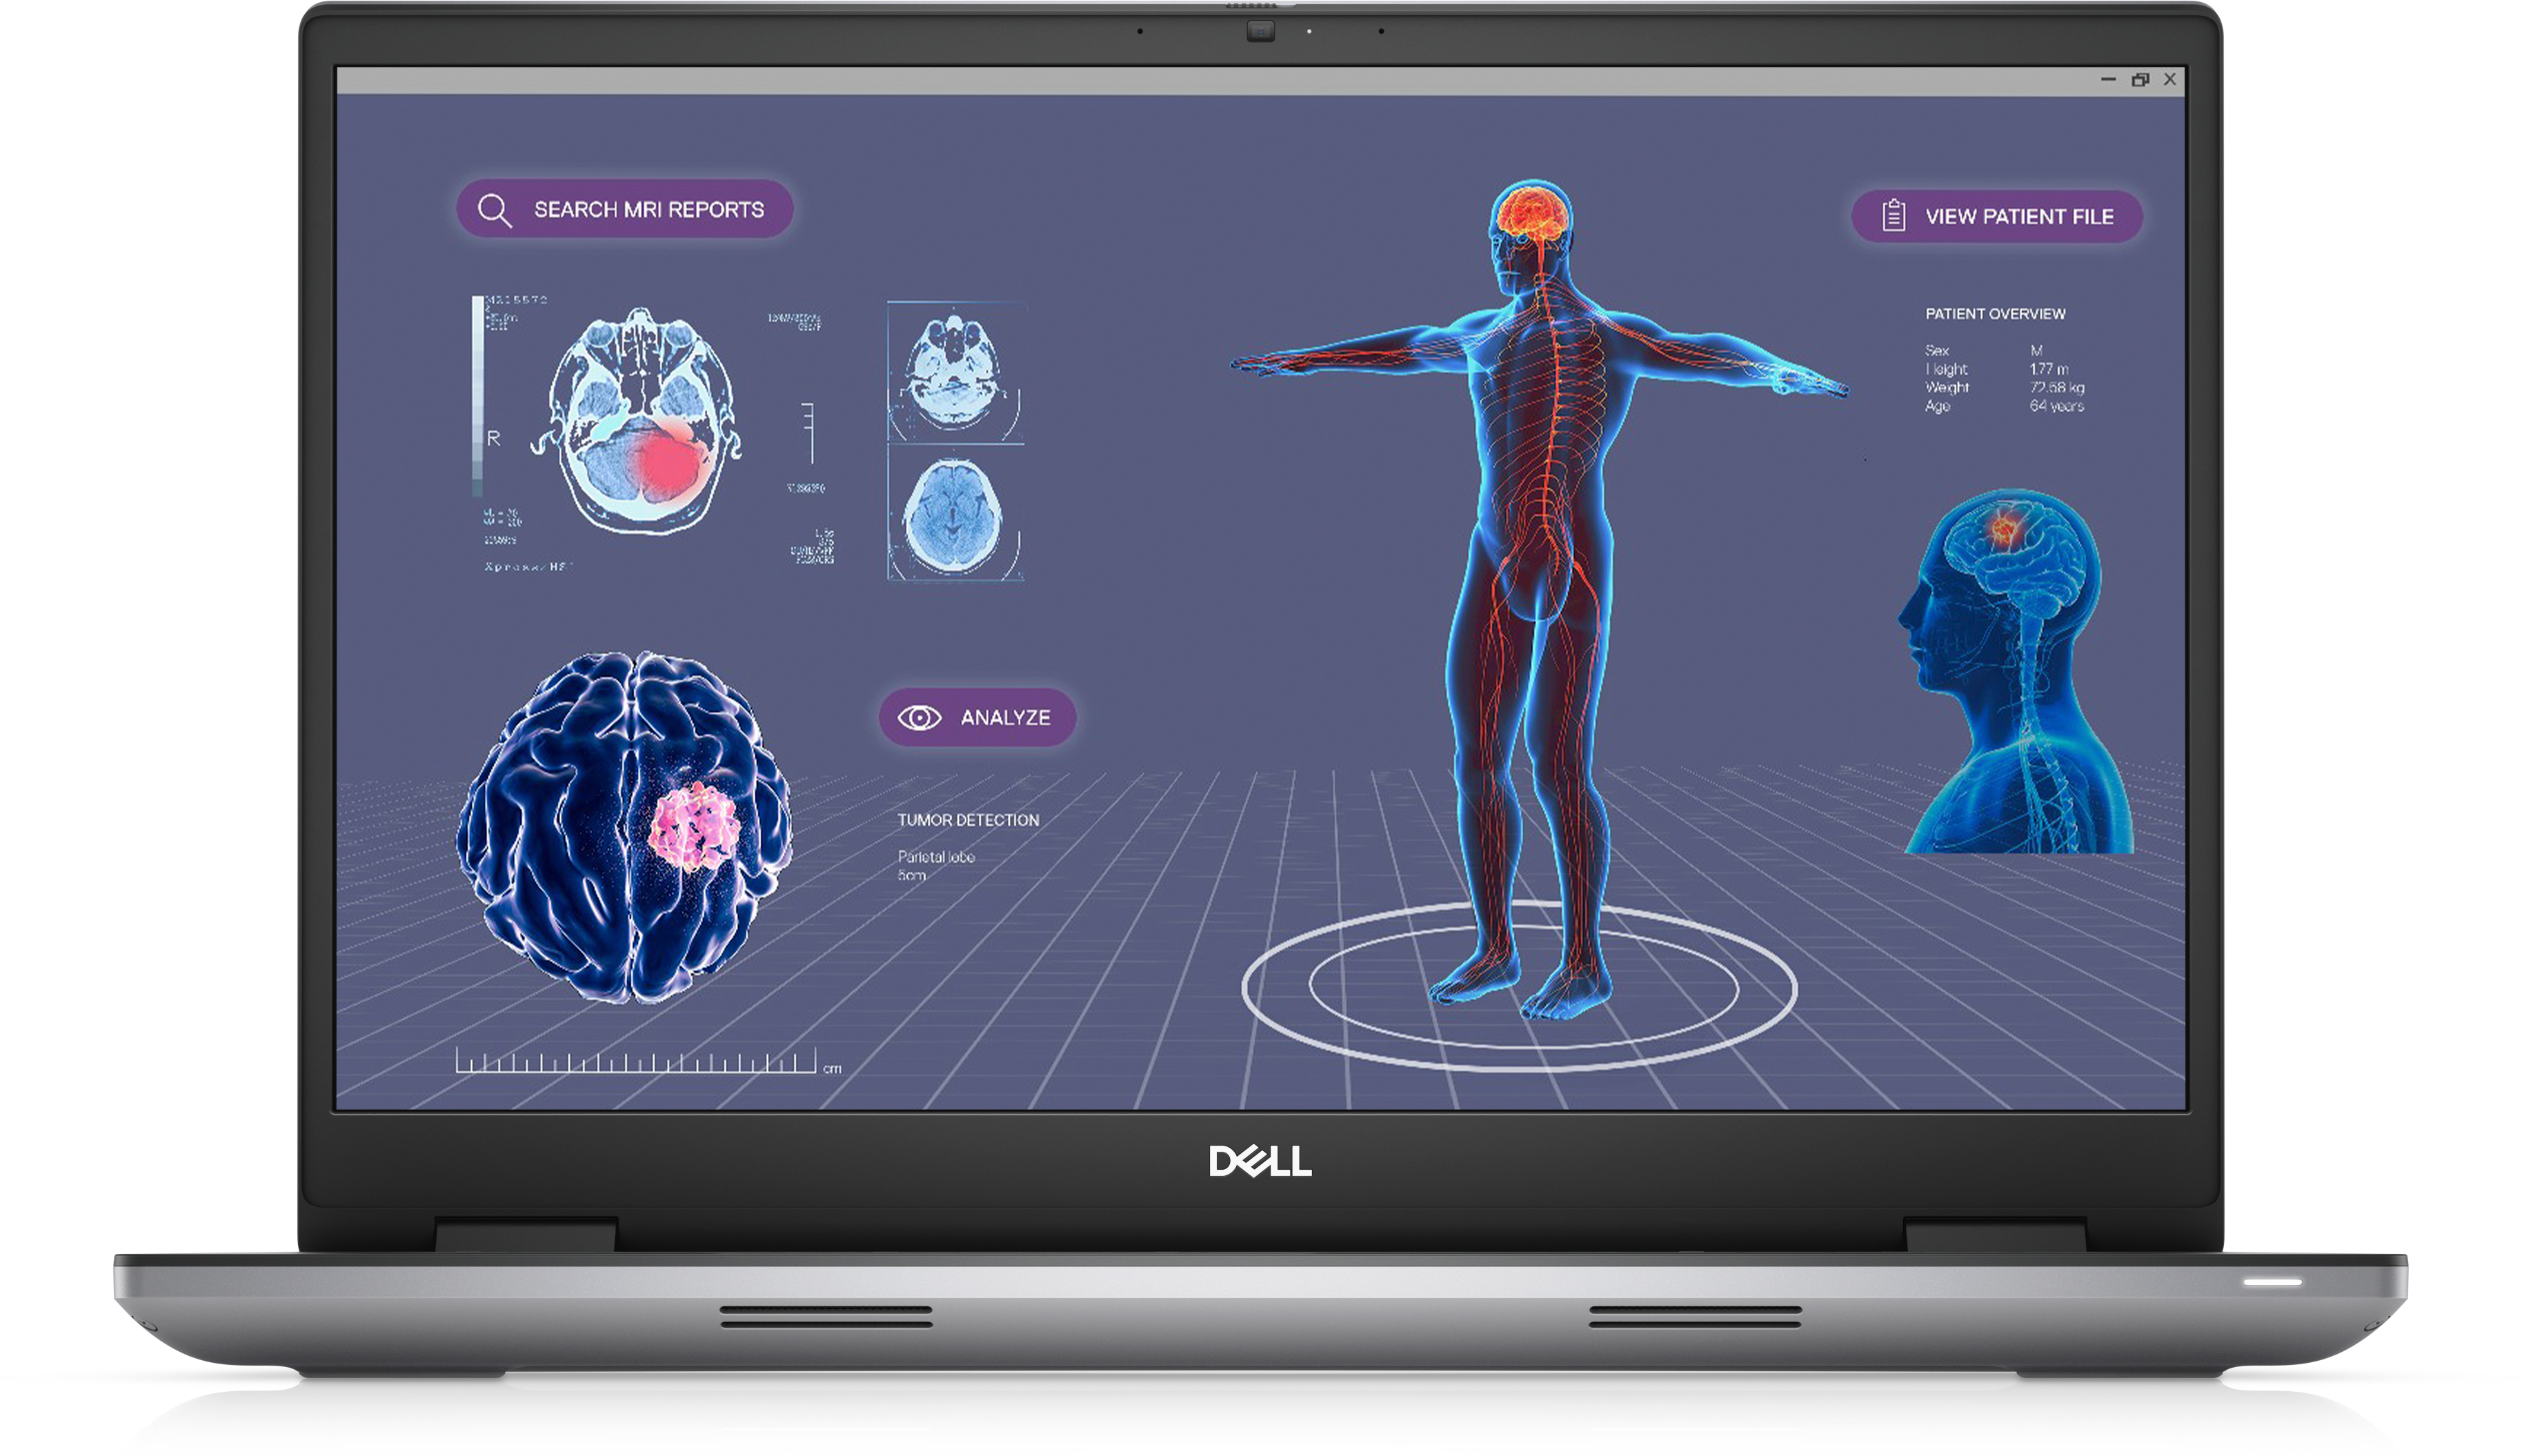 SEARCH MRI REPORTS
VIEW PATIENT FILE
R
PATIENT OVERVIEW
Sex M
Height 1.77 m
Weight 72.58 kg
Age 64 years
ANALYZE
TUMOR DETECTION
Parietal lobe
5cm
cm
DELL